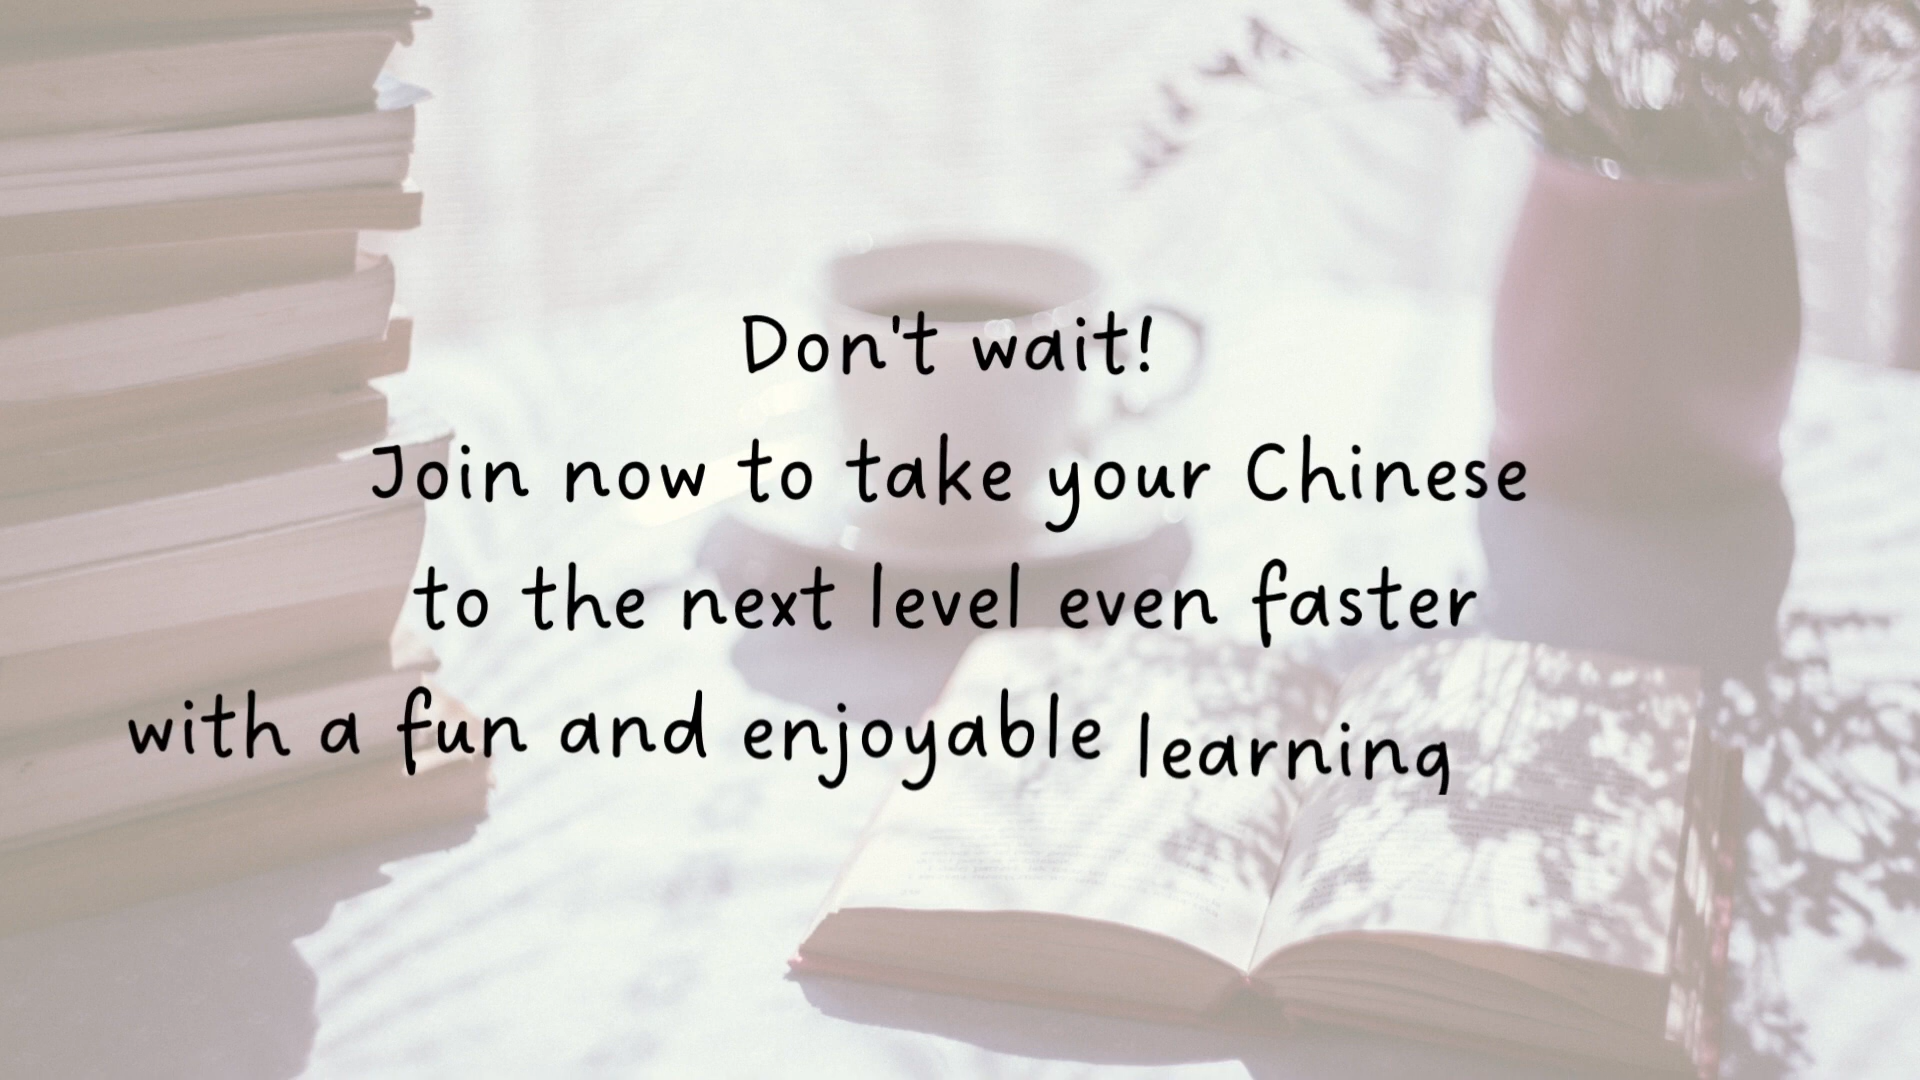 Don't wait!
Join now to take your Chinese
to the next level even faster
with a fun and enjoyable learning